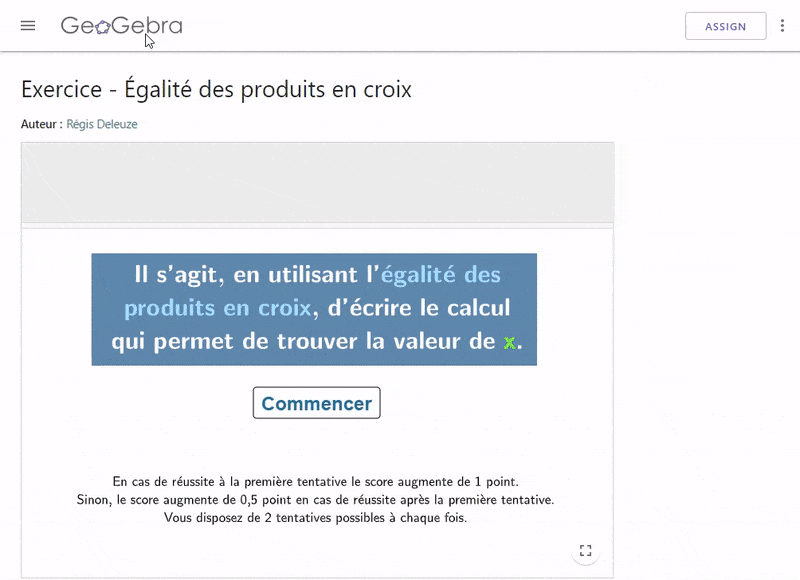 GeoGebra
ASSIGN
Exercice - Égalité des produits en croix
Auteur : Régis Deleuze
Il s'agit, en utilisant l'égalité des
produits en croix, d'écrire le calcul
qui permet de trouver la valeur de x.
Commencer
En cas de réussite à la première tentative le score augmente de 1 point.
Sinon, le score augmente de 0,5 point en cas de réussite après la première tentative.
Vous disposez de 2 tentatives possibles à chaque fois.